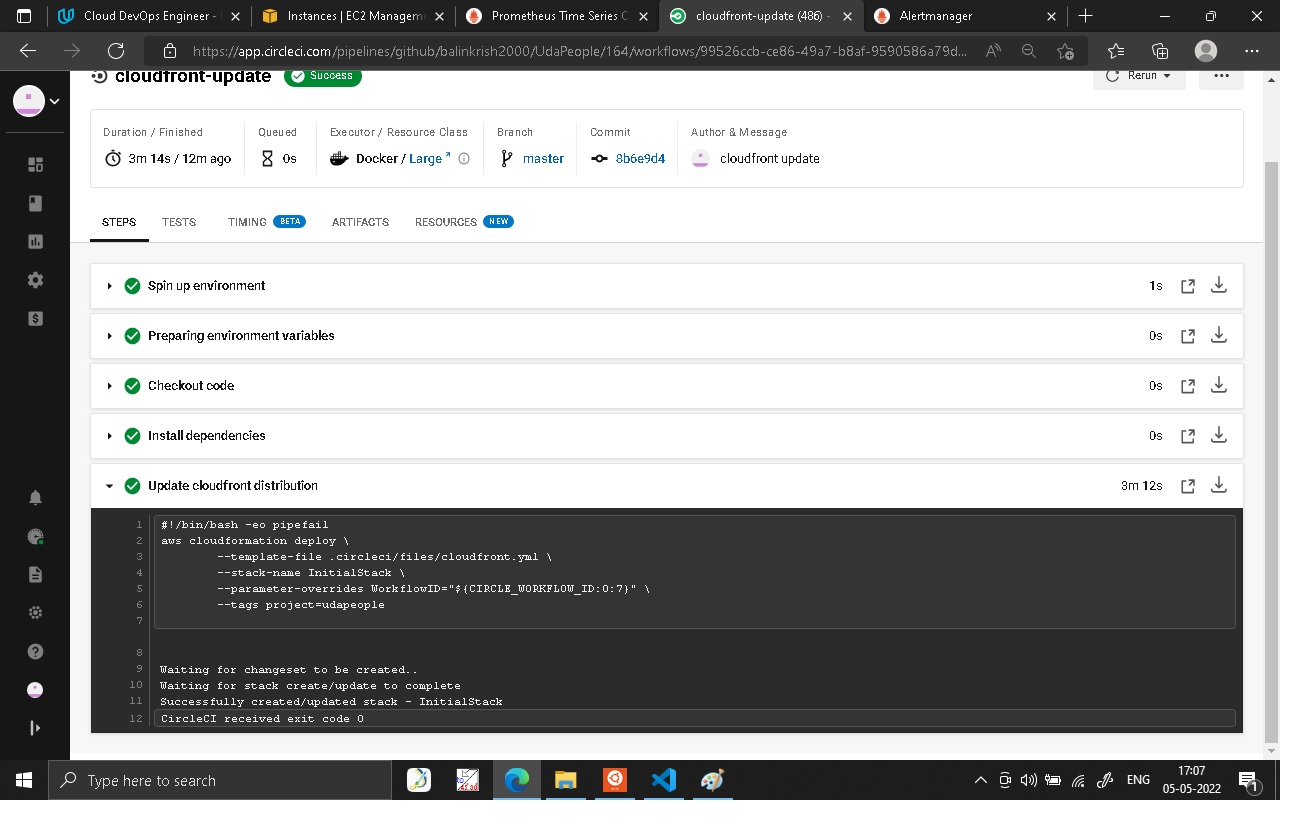 Cloud DevOps Engineer -
Instances | EC2 Managem
Prometheus Time Series C
cloudfront-update (486) -
Alertmanager
https://app.circleci.com/pipelines/github/balinkrish2000/UdaPeople/164/workflows/99526ccb-ce86-49a7-b8af-9590586a79d...
cloudfront-update
Success
Rerun
Duration / Finished
Queued
Executor / Resource Class
Branch
Commit
Author & Message
3m 14s / 12m ago
0s
Docker / Large
master
8b6e9d4
cloudfront update
STEPS
TESTS
TIMING BETA
ARTIFACTS
RESOURCES NEW
Spin up environment 1s
Preparing environment variables 0s
Checkout code 0s
Install dependencies 0s
Update cloudfront distribution 3m 12s
1 #!/bin/bash -eo pipefail
2 aws cloudformation deploy \
3 --template-file .circleci/files/cloudfront.yml \
4 --stack-name InitialStack \
5 --parameter-overrides WorkflowID="${CIRCLE_WORKFLOW_ID:0:7}" \
6 --tags project=udapeople
7
8
9 Waiting for changeset to be created..
10 Waiting for stack create/update to complete
11 Successfully created/updated stack - InitialStack
12 CircleCI received exit code 0
Type here to search
ENG
17:07
05-05-2022
1